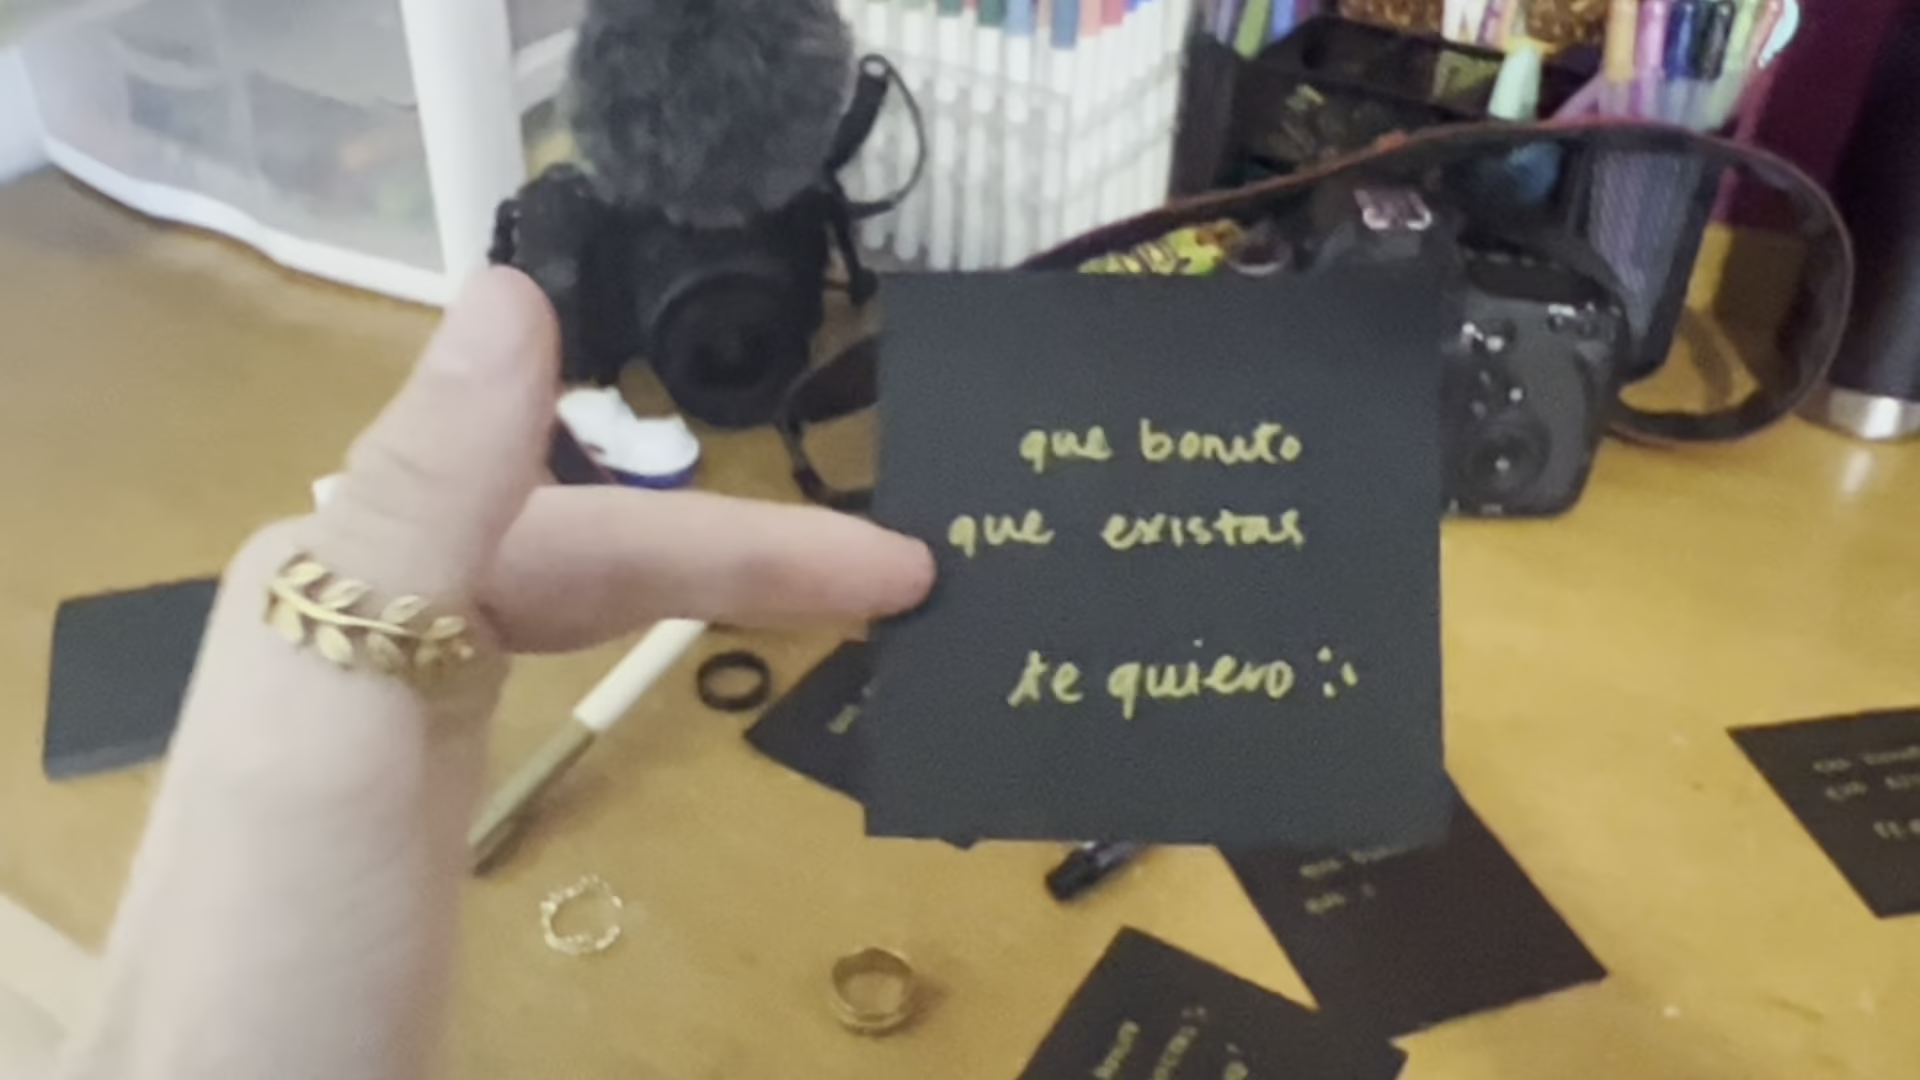 que bonito
que existas
te quiero :)